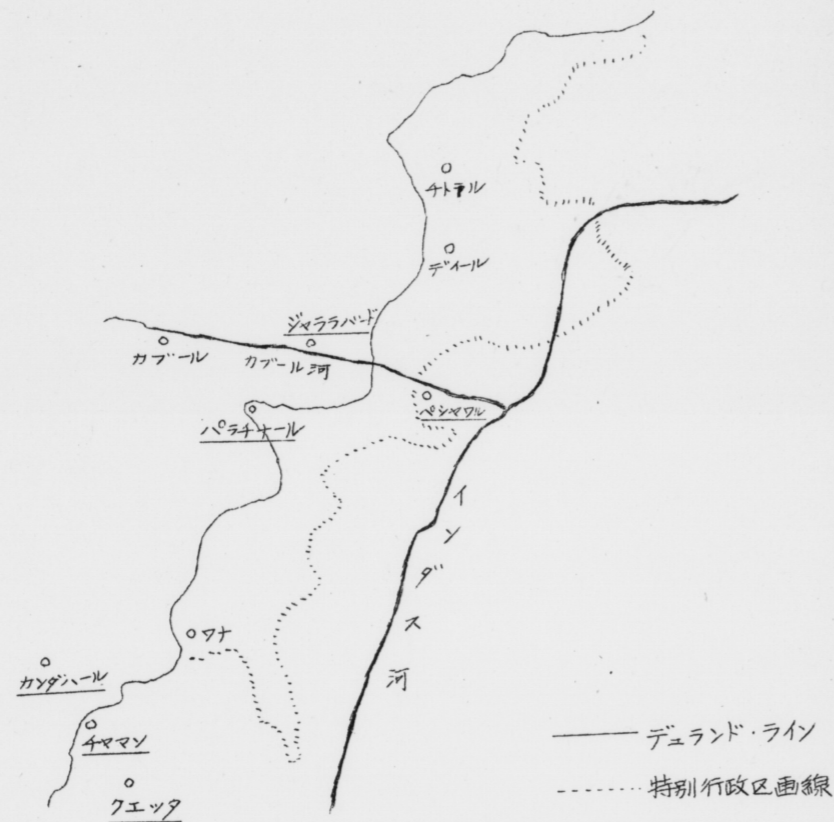 チトラル
ディール
ジャララバード
カブール
カブール河
ペシャワル
パラチナール
インダス河
ワナ
カンダハール
チャマン
クエッタ
デュランド・ライン
特別行政区画線